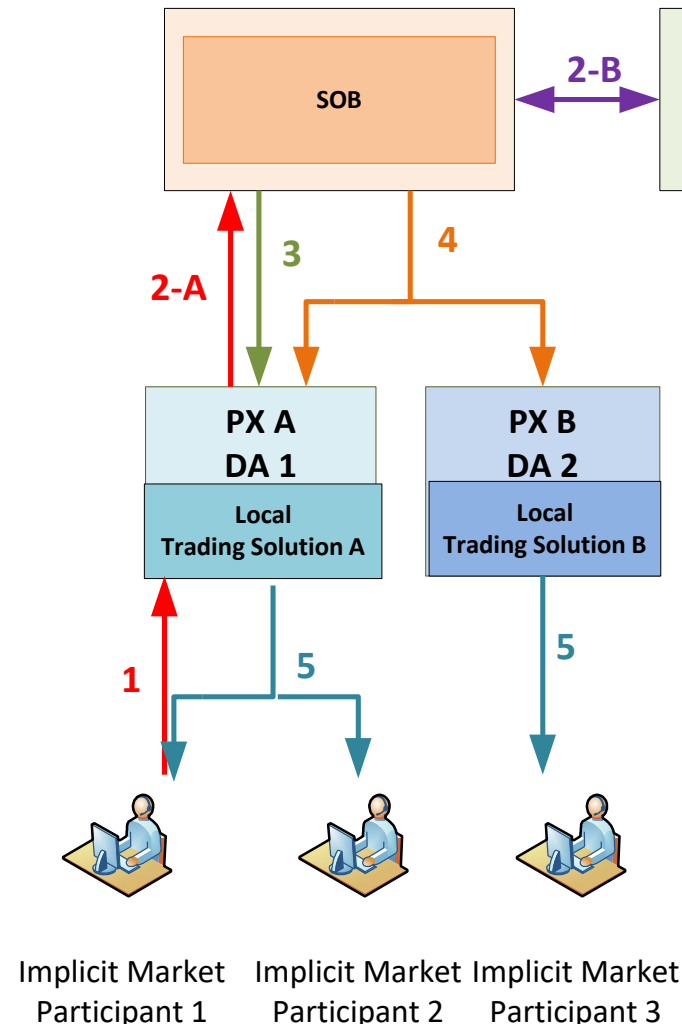 SOB
2-B
3
4
2-A
PX A
DA 1
PX B
DA 2
Local
Trading Solution A
Local
Trading Solution B
1
5
5
Implicit Market
Participant 1
Implicit Market
Participant 2
Implicit Market
Participant 3